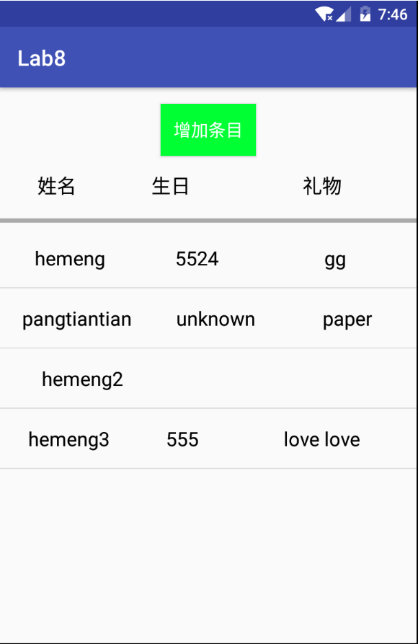 7:46
Lab8
增加条目
姓名 生日 礼物
hemeng 5524 gg
pangtiantian unknown paper
hemeng2
hemeng3 555 love love